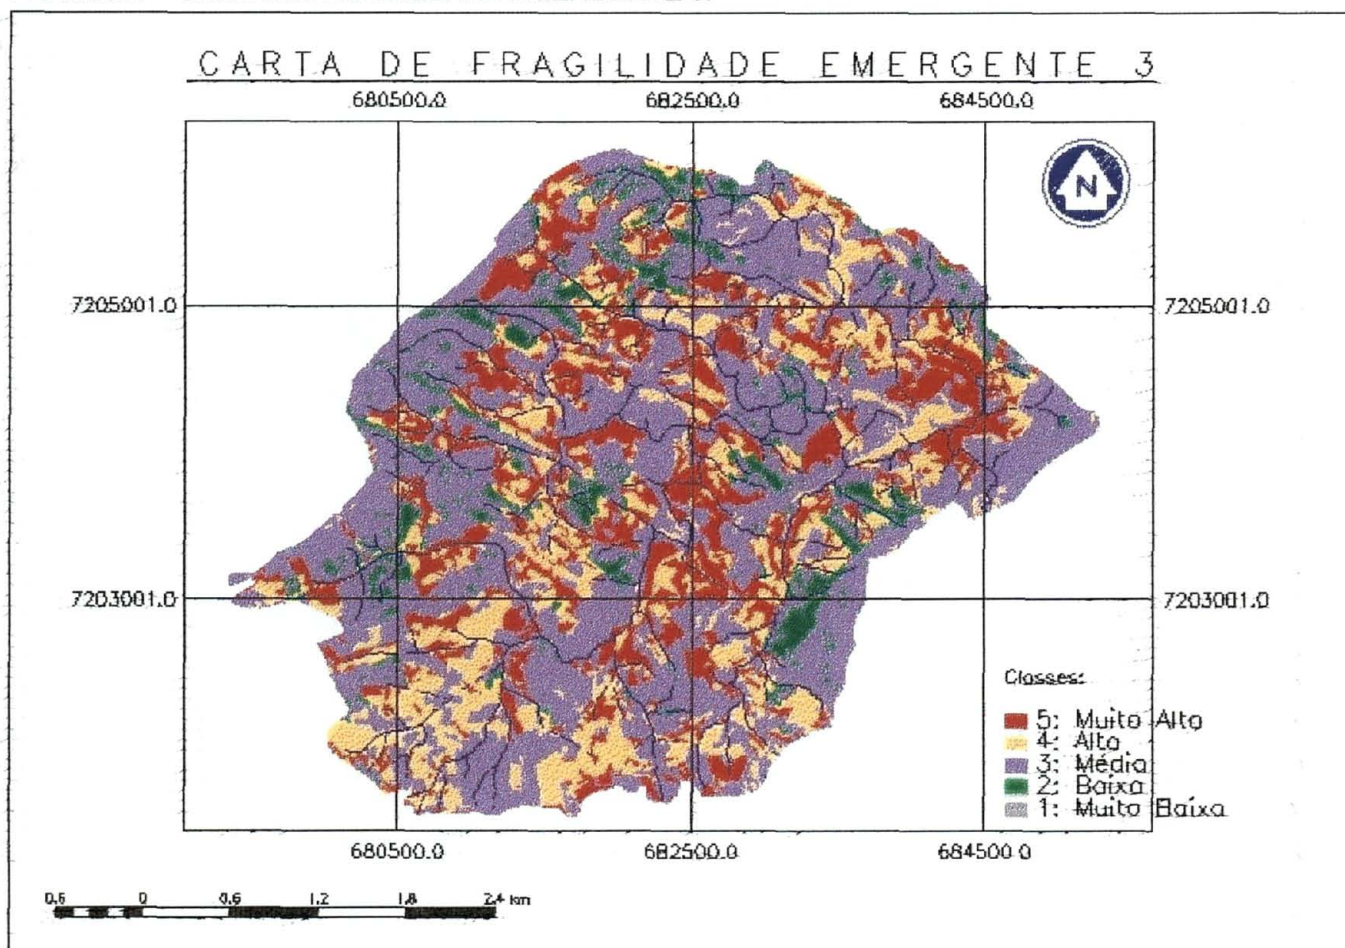 CARTA DE FRAGILIDADE EMERGENTE 3
680500.0 682500.0 684500.0
N
7205001.0 7205001.0
7203001.0 7203001.0
Classes:
5: Muito Alta
4: Alta
3: Média
2: Baixa
1: Muito Baixa
680500.0 682500.0 684500.0
0.6 0 0.6 1.2 1.8 2.4 km